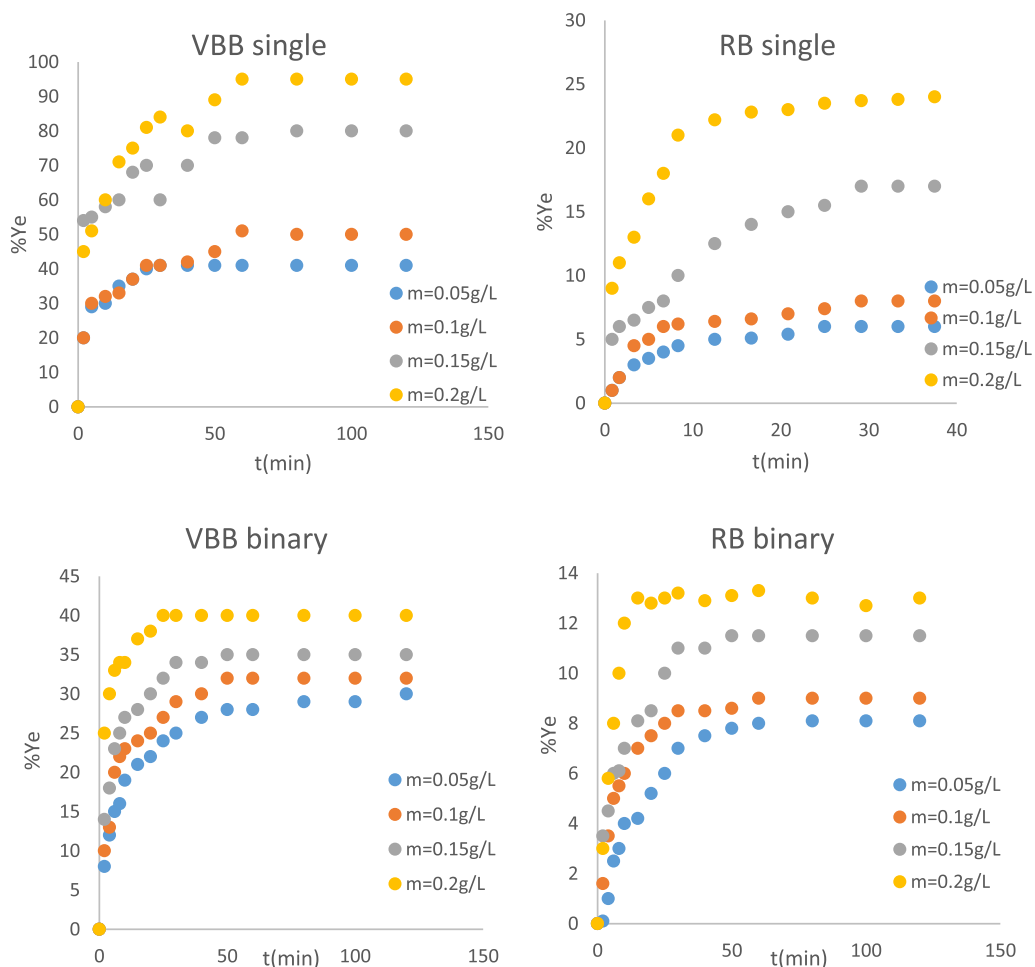 VBB single
%Ye
100
90
80
70
60
50
40
30
20
10
0
0 50 100 150
t(min)
m=0.05g/L
m=0.1g/L
m=0.15g/L
m=0.2g/L
RB single
%Ye
30
25
20
15
10
5
0
0 10 20 30 40
t(min)
m=0.05g/L
m=0.1g/L
m=0.15g/L
m=0.2g/L
VBB binary
%Ye
45
40
35
30
25
20
15
10
5
0
0 50 100 150
t(min)
m=0.05g/L
m=0.1g/L
m=0.15g/L
m=0.2g/L
RB binary
%Ye
14
12
10
8
6
4
2
0
0 50 100 150
t(min)
m=0.05g/L
m=0.1g/L
m=0.15g/L
m=0.2g/L